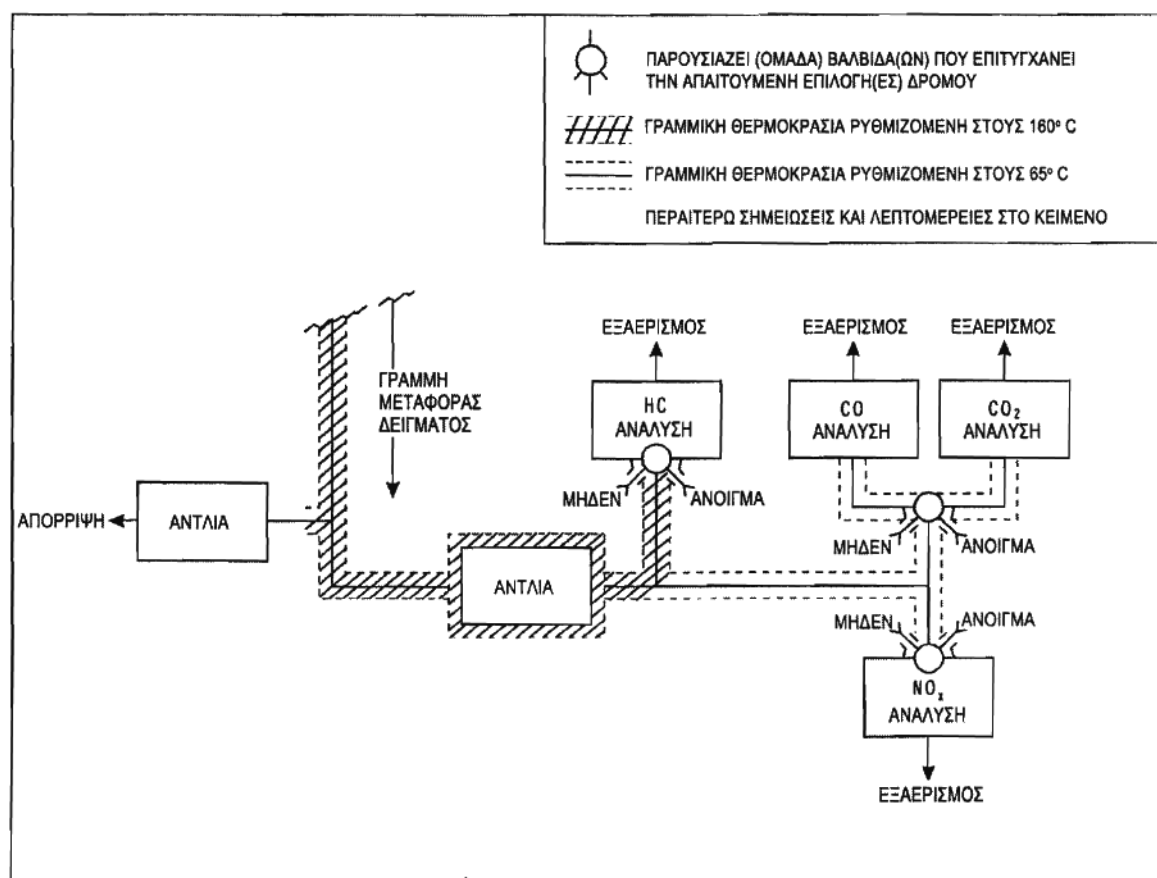 ΠΑΡΟΥΣΙΑΖΕΙ (ΟΜΑΔΑ) ΒΑΛΒΙΔΑ(ΩΝ) ΠΟΥ ΕΠΙΤΥΓΧΑΝΕΙ
ΤΗΝ ΑΠΑΙΤΟΥΜΕΝΗ ΕΠΙΛΟΓΗ(ΕΣ) ΔΡΟΜΟΥ
ΓΡΑΜΜΙΚΗ ΘΕΡΜΟΚΡΑΣΙΑ ΡΥΘΜΙΖΟΜΕΝΗ ΣΤΟΥΣ 160° C
ΓΡΑΜΜΙΚΗ ΘΕΡΜΟΚΡΑΣΙΑ ΡΥΘΜΙΖΟΜΕΝΗ ΣΤΟΥΣ 65° C
ΠΕΡΑΙΤΕΡΩ ΣΗΜΕΙΩΣΕΙΣ ΚΑΙ ΛΕΠΤΟΜΕΡΕΙΕΣ ΣΤΟ ΚΕΙΜΕΝΟ
ΕΞΑΕΡΙΣΜΟΣ
ΕΞΑΕΡΙΣΜΟΣ
ΕΞΑΕΡΙΣΜΟΣ
ΓΡΑΜΜΗ
ΜΕΤΑΦΟΡΑΣ
ΔΕΙΓΜΑΤΟΣ
HC
ΑΝΑΛΥΣΗ
CO
ΑΝΑΛΥΣΗ
CO₂
ΑΝΑΛΥΣΗ
ΜΗΔΕΝ
ΑΝΟΙΓΜΑ
ΑΠΟΡΡΙΨΗ
ΑΝΤΛΙΑ
ΜΗΔΕΝ
ΑΝΟΙΓΜΑ
ΑΝΤΛΙΑ
ΜΗΔΕΝ
ΑΝΟΙΓΜΑ
NOₓ
ΑΝΑΛΥΣΗ
ΕΞΑΕΡΙΣΜΟΣ